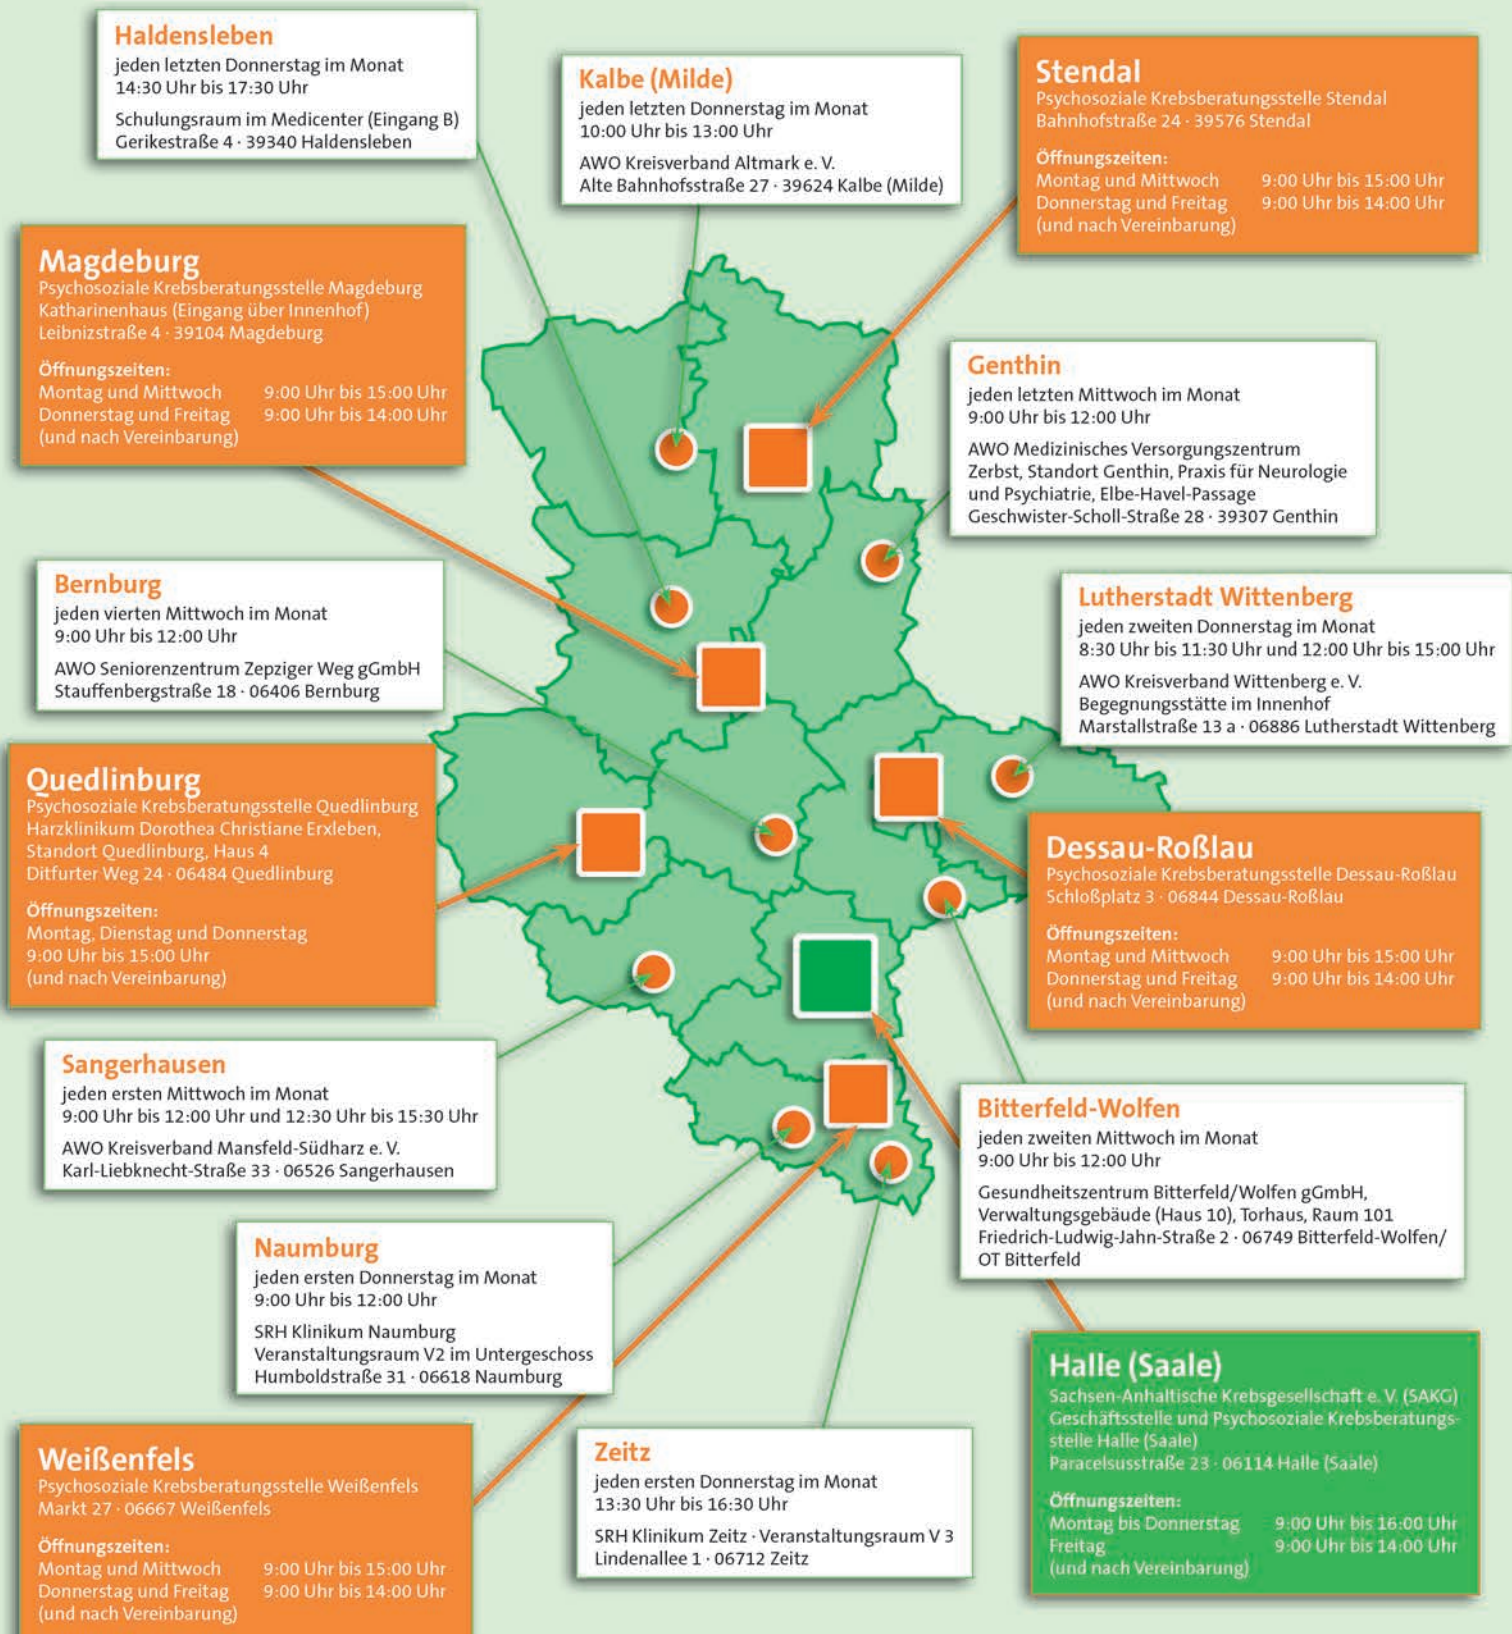 Haldensleben
jeden letzten Donnerstag im Monat
14:30 Uhr bis 17:30 Uhr
Schulungsraum im Medicenter (Eingang B)
Gerikestraße 4 · 39340 Haldensleben
Kalbe (Milde)
jeden letzten Donnerstag im Monat
10:00 Uhr bis 13:00 Uhr
AWO Kreisverband Altmark e. V.
Alte Bahnhofsstraße 27 · 39624 Kalbe (Milde)
Stendal
Psychosoziale Krebsberatungsstelle Stendal
Bahnhofstraße 24 · 39576 Stendal
Öffnungszeiten:
Montag und Mittwoch 9:00 Uhr bis 15:00 Uhr
Donnerstag und Freitag 9:00 Uhr bis 14:00 Uhr
(und nach Vereinbarung)
Magdeburg
Psychosoziale Krebsberatungsstelle Magdeburg
Katharinenhaus (Eingang über Innenhof)
Leibnizstraße 4 · 39104 Magdeburg
Öffnungszeiten:
Montag und Mittwoch 9:00 Uhr bis 15:00 Uhr
Donnerstag und Freitag 9:00 Uhr bis 14:00 Uhr
(und nach Vereinbarung)
Genthin
jeden letzten Mittwoch im Monat
9:00 Uhr bis 12:00 Uhr
AWO Medizinisches Versorgungszentrum
Zerbst, Standort Genthin, Praxis für Neurologie
und Psychiatrie, Elbe-Havel-Passage
Geschwister-Scholl-Straße 28 · 39307 Genthin
Bernburg
jeden vierten Mittwoch im Monat
9:00 Uhr bis 12:00 Uhr
AWO Seniorenzentrum Zepziger Weg gGmbH
Stauffenbergstraße 18 · 06406 Bernburg
Lutherstadt Wittenberg
jeden zweiten Donnerstag im Monat
8:30 Uhr bis 11:30 Uhr und 12:00 Uhr bis 15:00 Uhr
AWO Kreisverband Wittenberg e. V.
Begegnungsstätte im Innenhof
Marstallstraße 13 a · 06886 Lutherstadt Wittenberg
Quedlinburg
Psychosoziale Krebsberatungsstelle Quedlinburg
Harzklinikum Dorothea Christiane Erxleben,
Standort Quedlinburg, Haus 4
Ditfurter Weg 24 · 06484 Quedlinburg
Öffnungszeiten:
Montag, Dienstag und Donnerstag
9:00 Uhr bis 15:00 Uhr
(und nach Vereinbarung)
Dessau-Roßlau
Psychosoziale Krebsberatungsstelle Dessau-Roßlau
Schloßplatz 3 · 06844 Dessau-Roßlau
Öffnungszeiten:
Montag und Mittwoch 9:00 Uhr bis 15:00 Uhr
Donnerstag und Freitag 9:00 Uhr bis 14:00 Uhr
(und nach Vereinbarung)
Sangerhausen
jeden ersten Mittwoch im Monat
9:00 Uhr bis 12:00 Uhr und 12:30 Uhr bis 15:30 Uhr
AWO Kreisverband Mansfeld-Südharz e. V.
Karl-Liebknecht-Straße 33 · 06526 Sangerhausen
Bitterfeld-Wolfen
jeden zweiten Mittwoch im Monat
9:00 Uhr bis 12:00 Uhr
Gesundheitszentrum Bitterfeld/Wolfen gGmbH,
Verwaltungsgebäude (Haus 10), Torhaus, Raum 101
Friedrich-Ludwig-Jahn-Straße 2 · 06749 Bitterfeld-Wolfen/
OT Bitterfeld
Naumburg
jeden ersten Donnerstag im Monat
9:00 Uhr bis 12:00 Uhr
SRH Klinikum Naumburg
Veranstaltungsraum V2 im Untergeschoss
Humboldstraße 31 · 06618 Naumburg
Halle (Saale)
Sachsen-Anhaltische Krebsgesellschaft e. V. (SAKG)
Geschäftsstelle und Psychosoziale Krebsberatungs-
stelle Halle (Saale)
Paracelsusstraße 23 · 06114 Halle (Saale)
Öffnungszeiten:
Montag bis Donnerstag 9:00 Uhr bis 16:00 Uhr
Freitag 9:00 Uhr bis 14:00 Uhr
(und nach Vereinbarung)
Weißenfels
Psychosoziale Krebsberatungsstelle Weißenfels
Markt 27 · 06667 Weißenfels
Öffnungszeiten:
Montag und Mittwoch 9:00 Uhr bis 15:00 Uhr
Donnerstag und Freitag 9:00 Uhr bis 14:00 Uhr
(und nach Vereinbarung)
Zeitz
jeden ersten Donnerstag im Monat
13:30 Uhr bis 16:30 Uhr
SRH Klinikum Zeitz · Veranstaltungsraum V 3
Lindenallee 1 · 06712 Zeitz